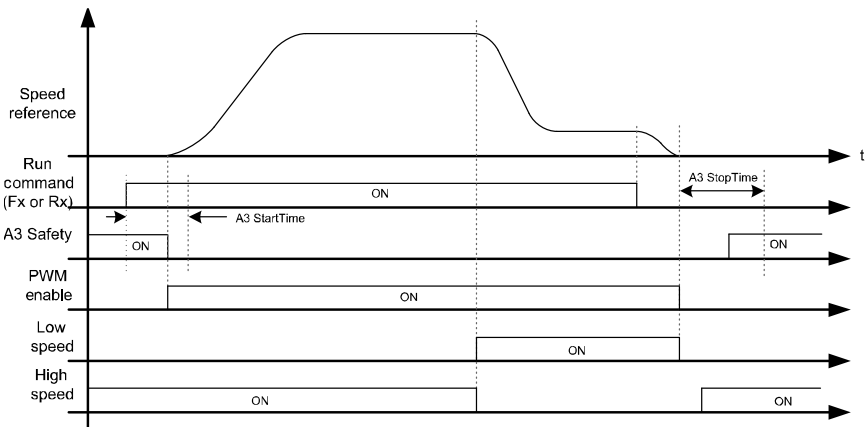 Speed
reference
t
Run
command
(Fx or Rx)
ON
A3 StopTime
A3 StartTime
A3 Safety
ON
ON
PWM
enable
ON
Low
speed
ON
High
speed
ON
ON